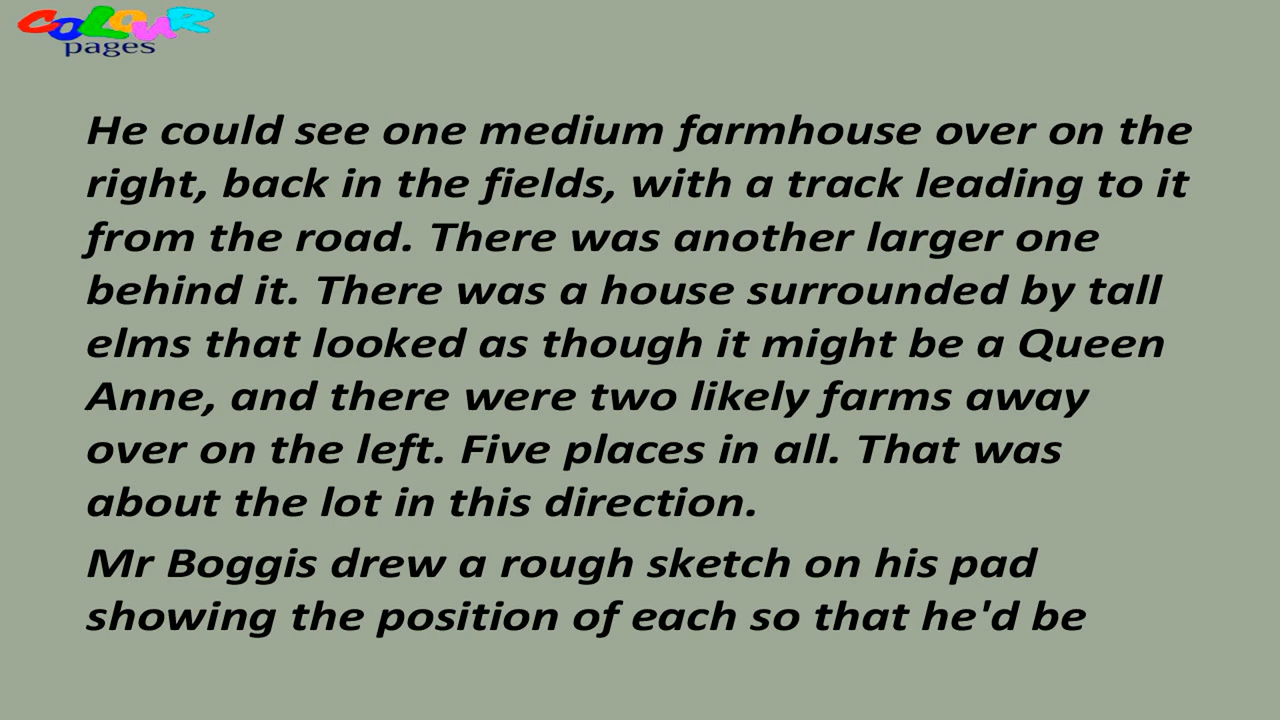 COLOUR
pages
He could see one medium farmhouse over on the
right, back in the fields, with a track leading to it
from the road. There was another larger one
behind it. There was a house surrounded by tall
elms that looked as though it might be a Queen
Anne, and there were two likely farms away
over on the left. Five places in all. That was
about the lot in this direction.
Mr Boggis drew a rough sketch on his pad
showing the position of each so that he'd be